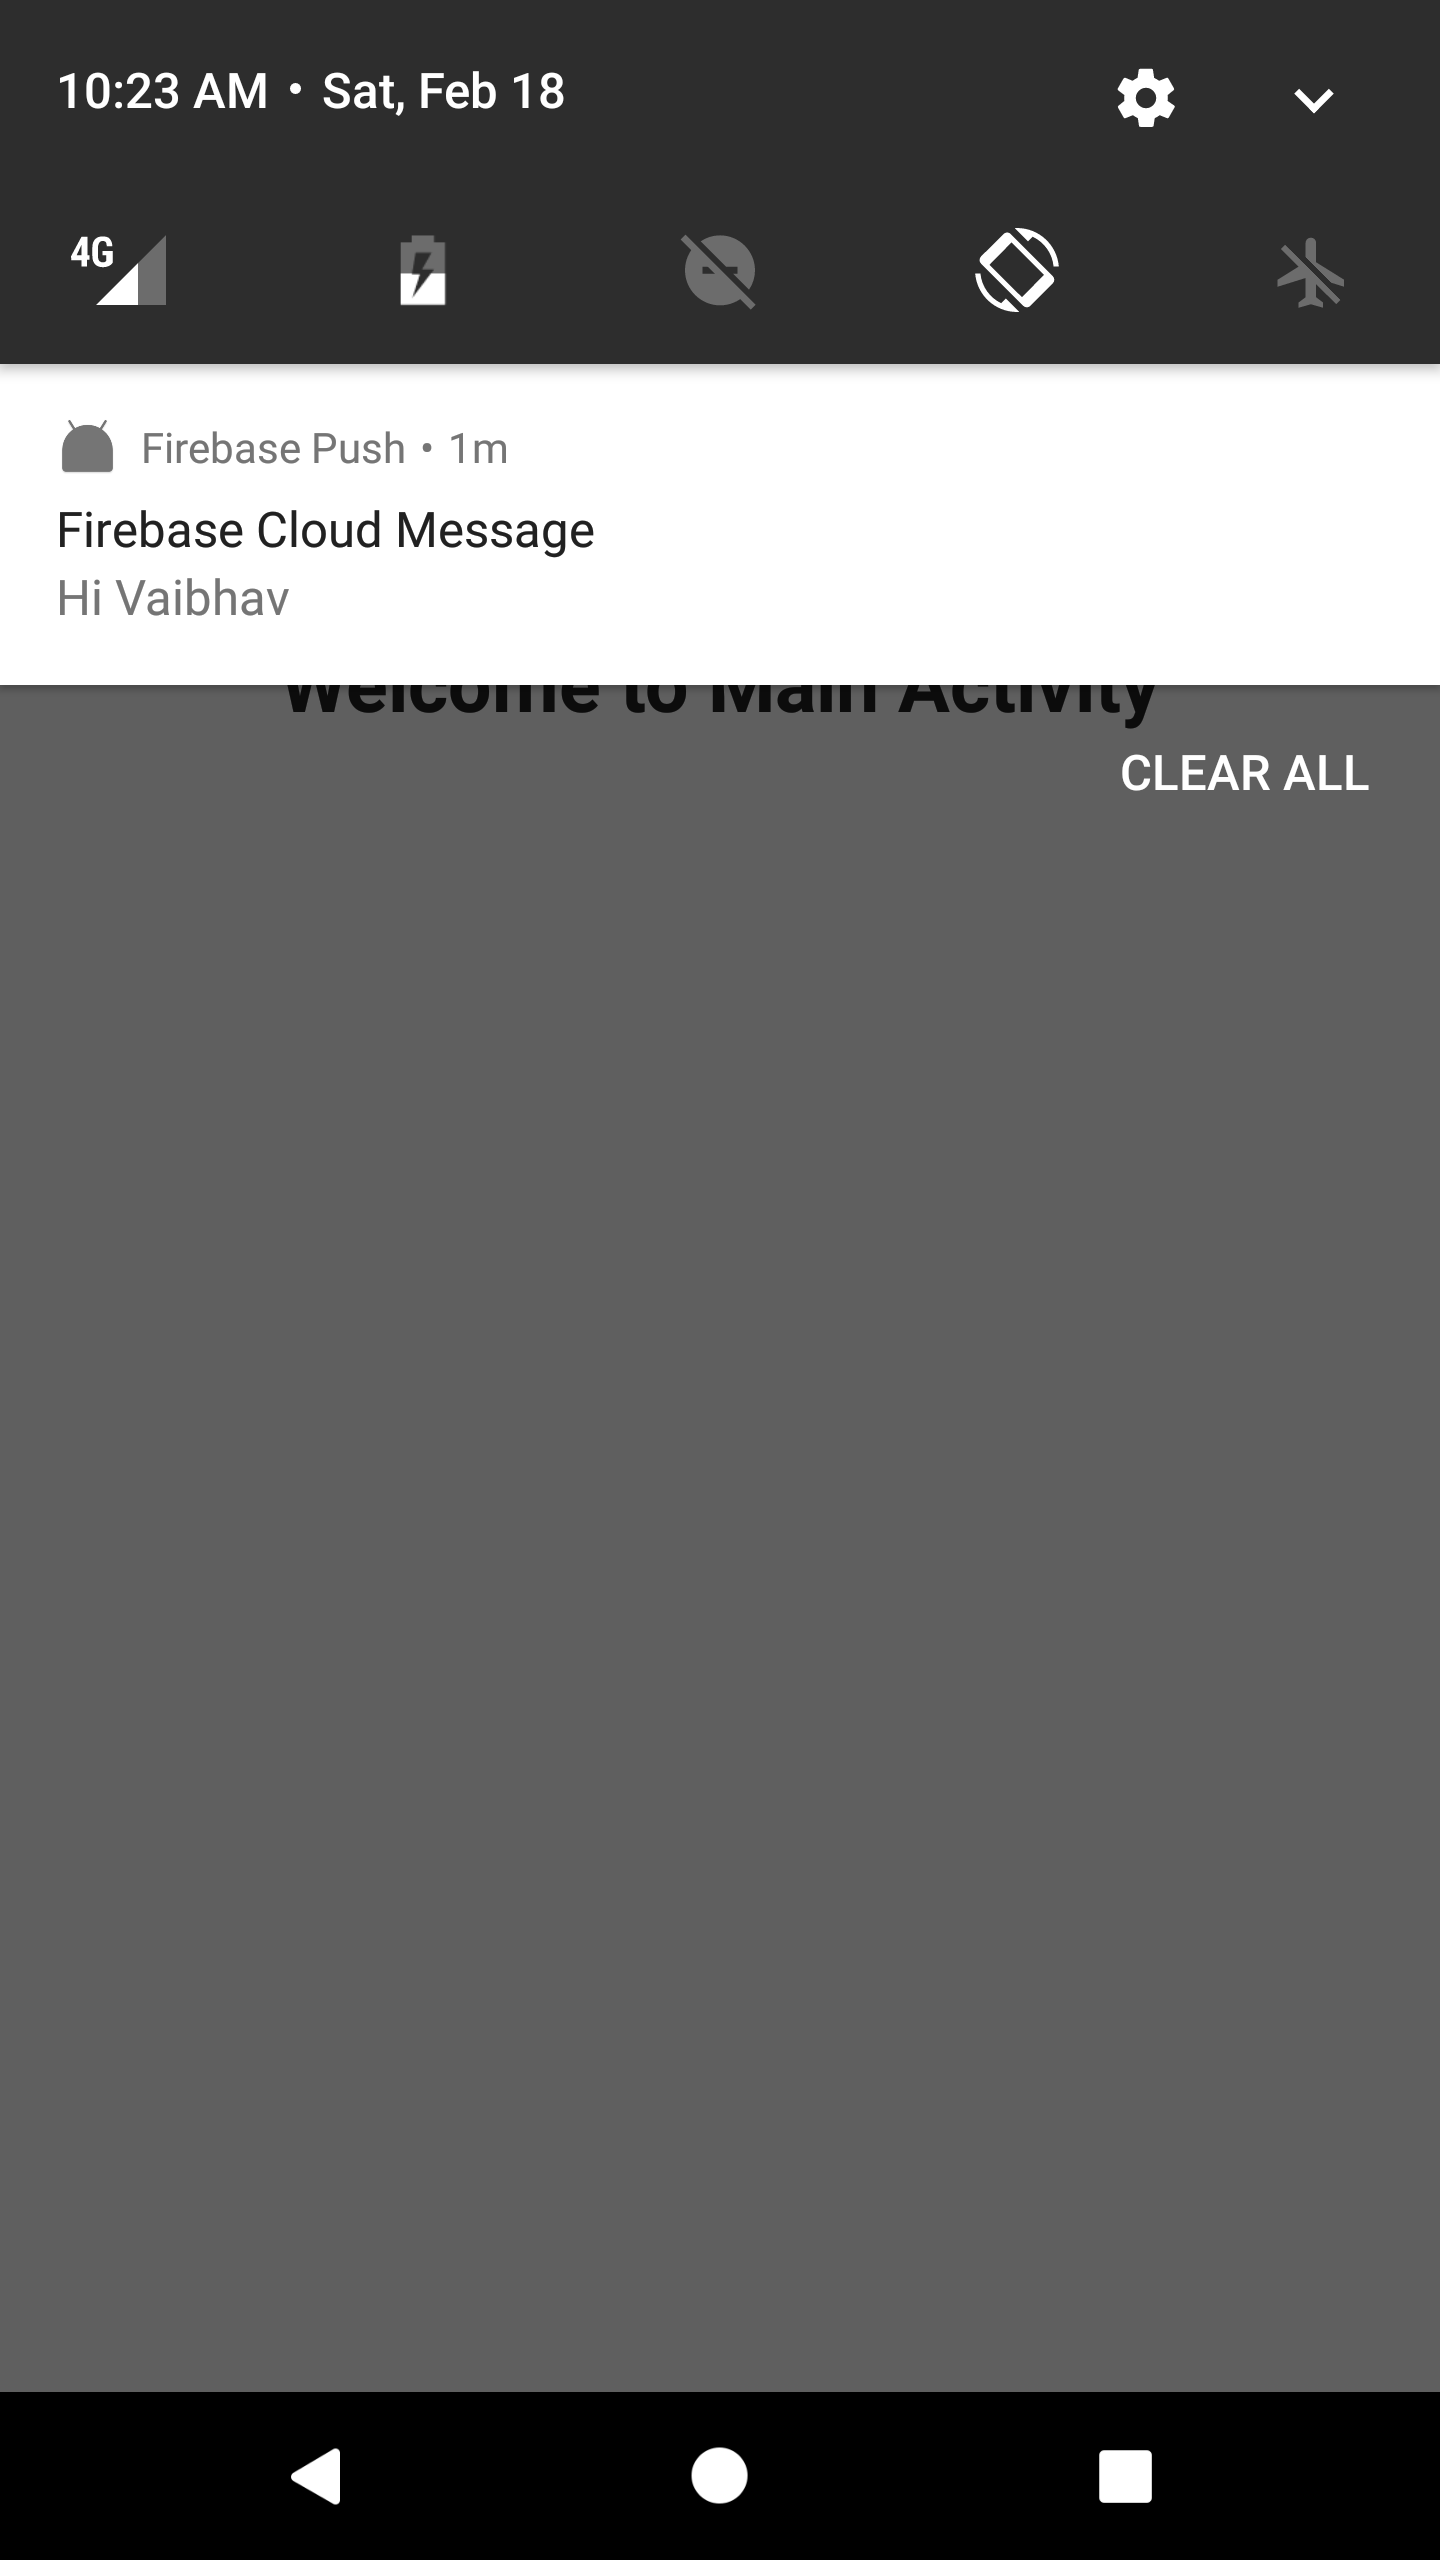 10:23 AM • Sat, Feb 18
4G
Firebase Push • 1m
Firebase Cloud Message
Hi Vaibhav
Welcome to Main Activity
CLEAR ALL